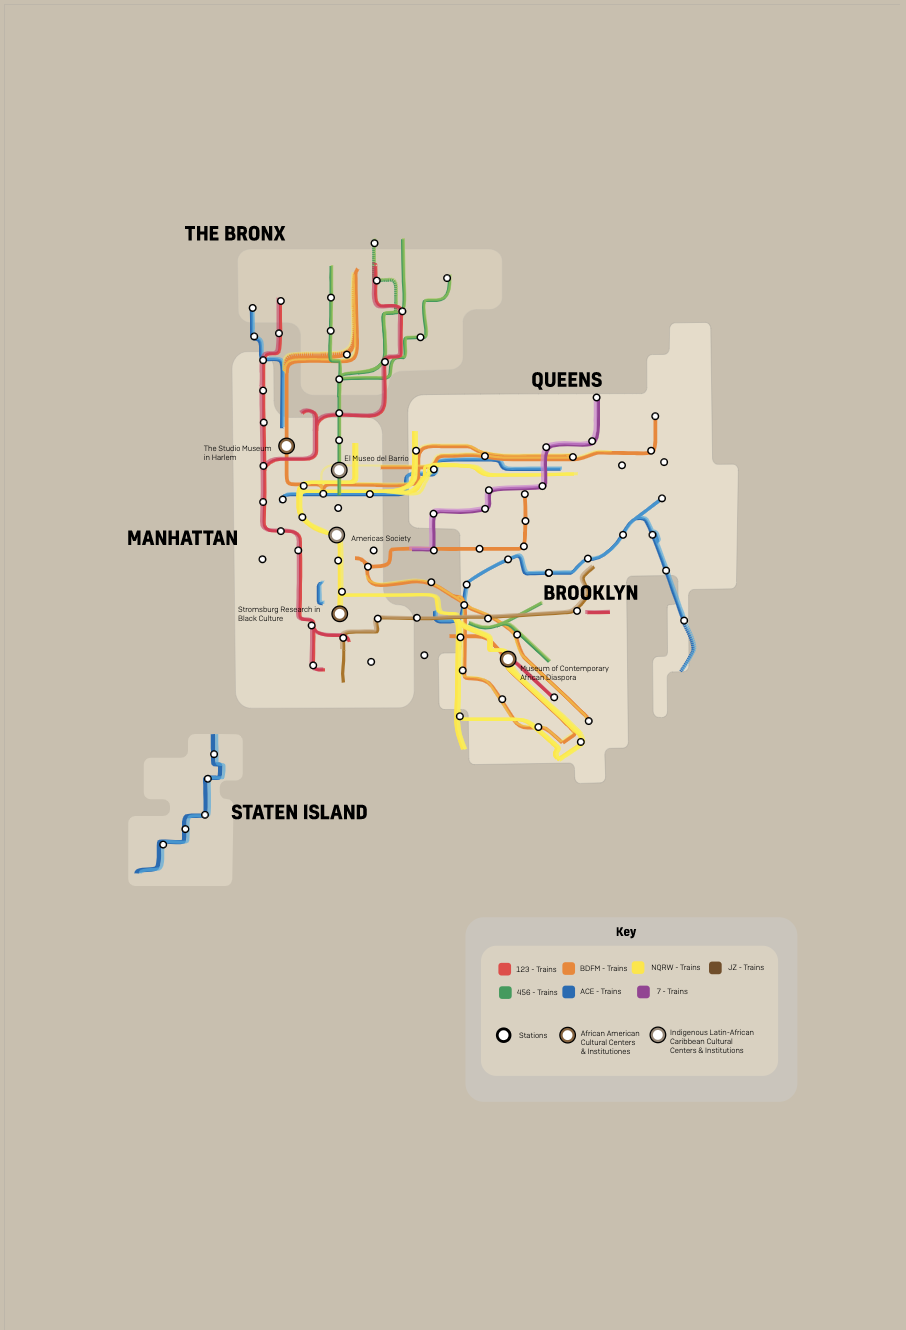 THE BRONX
QUEENS
The Studio Museum
in Harlem
El Museo del Barrio
MANHATTAN
Americas Society
BROOKLYN
Stromsburg Research in
Black Culture
Museum of Contemporary
African Diaspora
STATEN ISLAND
Key
123 - Trains
BDFM - Trains
NQRW - Trains
JZ - Trains
456 - Trains
ACE - Trains
7 - Trains
Stations
African American
Cultural Centers
& Institutiones
Indigenous Latin-African
Caribbean Cultural
Centers & Institutions